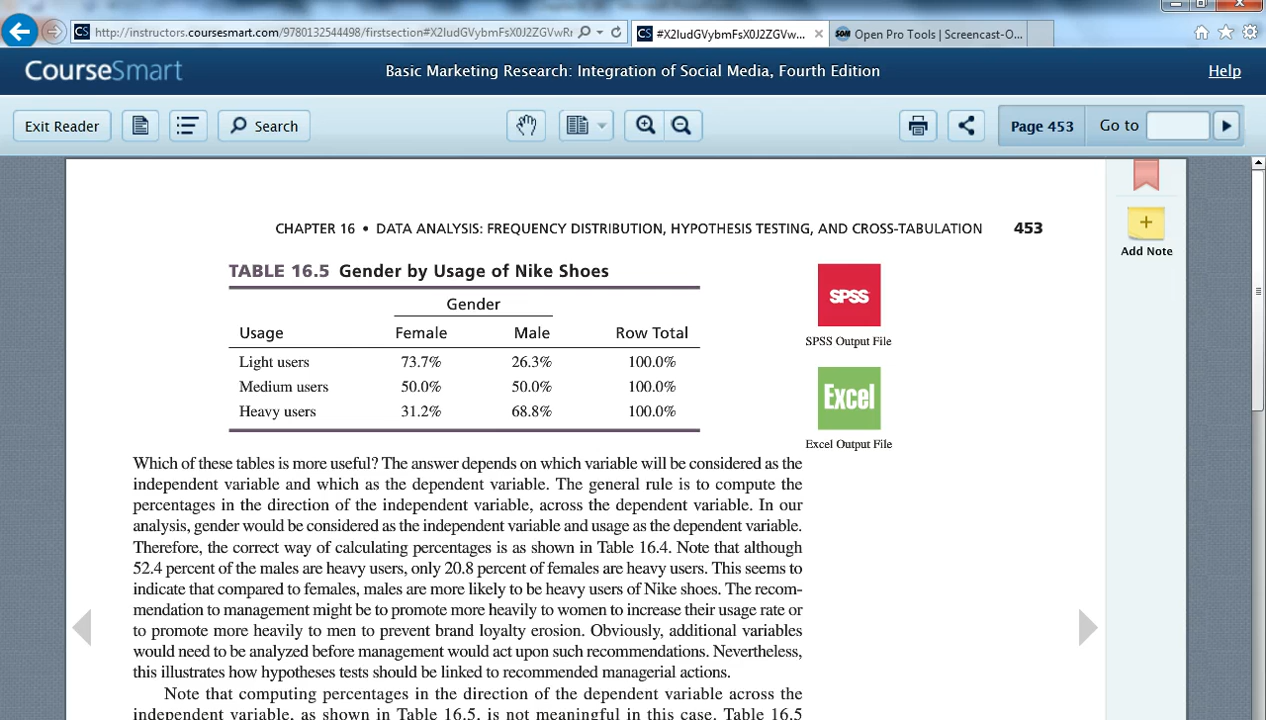 http://instructors.coursesmart.com/9780132544498/firstsection#X2ludGVybmFsX0J2ZGVwRe
#X2ludGVybmFsX0J2ZGVw...
Open Pro Tools | Screencast-O...
CourseSmart
Basic Marketing Research: Integration of Social Media, Fourth Edition
Help
Exit Reader
Search
Page 453
Go to
CHAPTER 16 • DATA ANALYSIS: FREQUENCY DISTRIBUTION, HYPOTHESIS TESTING, AND CROSS-TABULATION 453
TABLE 16.5 Gender by Usage of Nike Shoes
Gender
Usage Female Male Row Total
Light users 73.7% 26.3% 100.0%
Medium users 50.0% 50.0% 100.0%
Heavy users 31.2% 68.8% 100.0%
SPSS
SPSS Output File
Excel
Excel Output File
Add Note
Which of these tables is more useful? The answer depends on which variable will be considered as the
independent variable and which as the dependent variable. The general rule is to compute the
percentages in the direction of the independent variable, across the dependent variable. In our
analysis, gender would be considered as the independent variable and usage as the dependent variable.
Therefore, the correct way of calculating percentages is as shown in Table 16.4. Note that although
52.4 percent of the males are heavy users, only 20.8 percent of females are heavy users. This seems to
indicate that compared to females, males are more likely to be heavy users of Nike shoes. The recom-
mendation to management might be to promote more heavily to women to increase their usage rate or
to promote more heavily to men to prevent brand loyalty erosion. Obviously, additional variables
would need to be analyzed before management would act upon such recommendations. Nevertheless,
this illustrates how hypotheses tests should be linked to recommended managerial actions.
Note that computing percentages in the direction of the dependent variable across the
independent variable, as shown in Table 16.5, is not meaningful in this case. Table 16.5